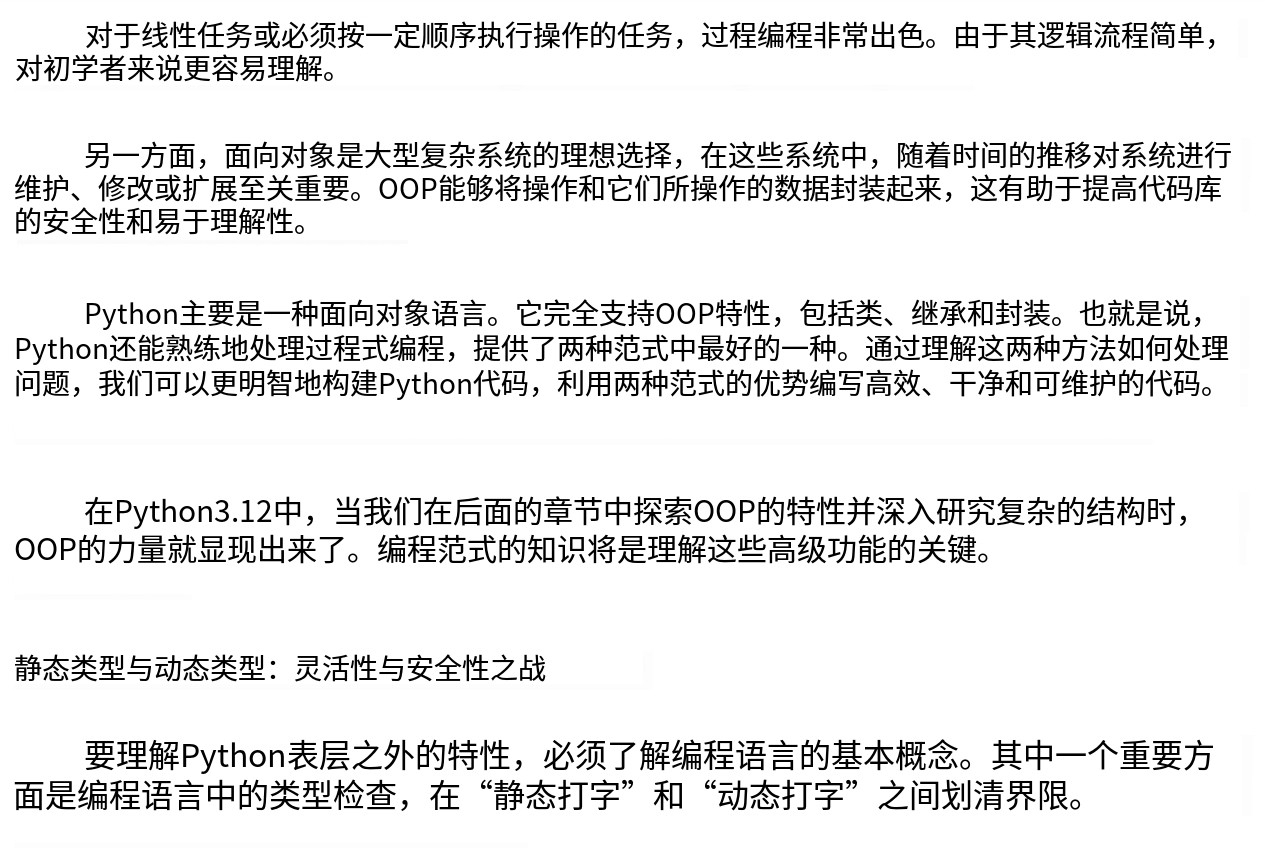 对于线性任务或必须按一定顺序执行操作的任务，过程编程非常出色。由于其逻辑流程简单，
对初学者来说更容易理解。
另一方面，面向对象是大型复杂系统的理想选择，在这些系统中，随着时间的推移对系统进行
维护、修改或扩展至关重要。OOP能够将操作和它们所操作的数据封装起来，这有助于提高代码库
的安全性和易于理解性。
Python主要是一种面向对象语言。它完全支持OOP特性，包括类、继承和封装。也就是说，
Python还能熟练地处理过程式编程，提供了两种范式中最好的一种。通过理解这两种方法如何处理
问题，我们可以更明智地构建Python代码，利用两种范式的优势编写高效、干净和可维护的代码。
在Python3.12中，当我们在后面的章节中探索OOP的特性并深入研究复杂的结构时，
OOP的力量就显现出来了。编程范式的知识将是理解这些高级功能的关键。
静态类型与动态类型：灵活性与安全性之战
要理解Python表层之外的特性，必须了解编程语言的基本概念。其中一个重要方
面是编程语言中的类型检查，在“静态打字”和“动态打字”之间划清界限。